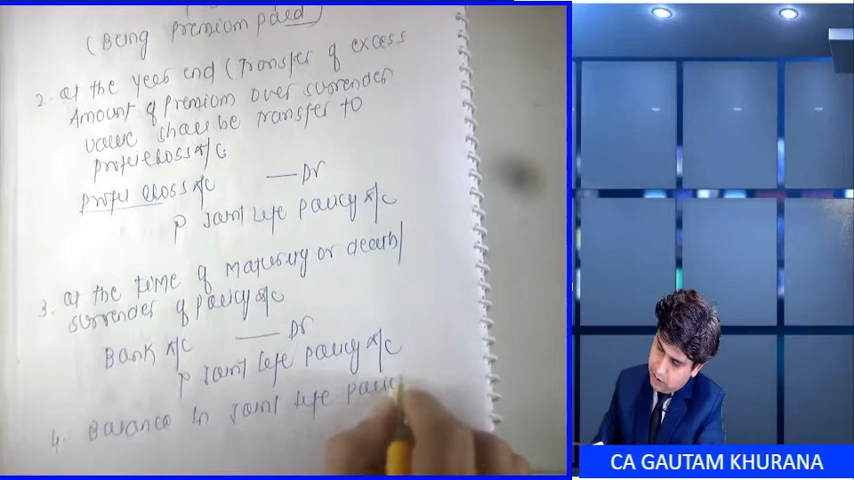 (Being Premium paid)
2. at the year end (Transfer of excess
Amount of Premium over surrender
value shall be transfer to
profit & loss A/c
profit & loss A/c — Dr
To Joint Life Policy A/c
3. at the time of maturity or death/
surrender of policy A/c
Bank A/c — Dr
To Joint Life Policy A/c
4. Balance in Joint Life Polic
CA GAUTAM KHURANA